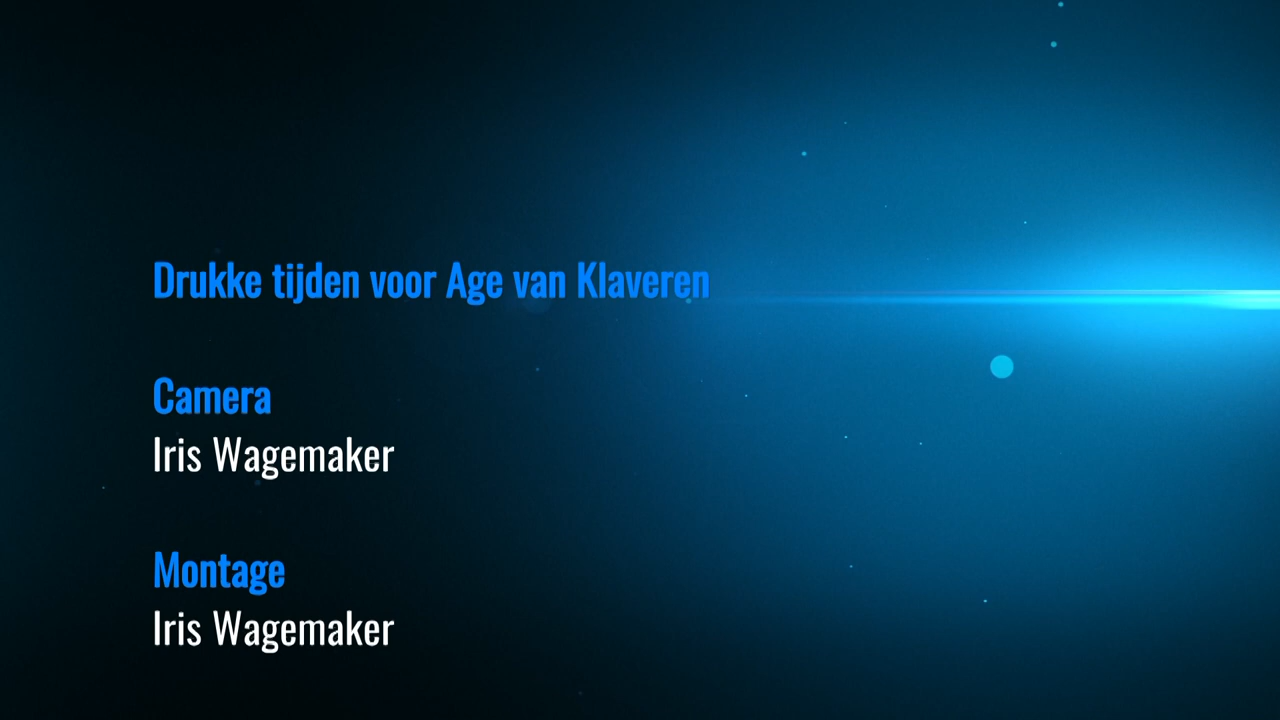 Drukke tijden voor Age van Klaveren
Camera
Iris Wagemaker
Montage
Iris Wagemaker